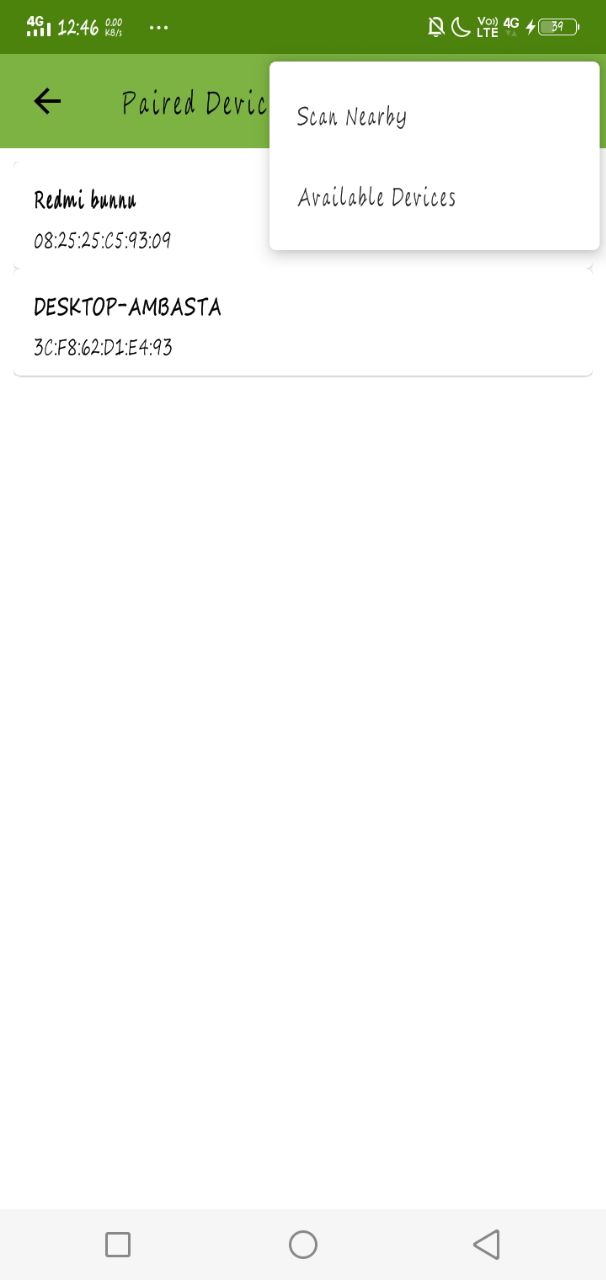 4G 12:46 0.00 KB/s ... Vo)) LTE 4G 39
Paired Devic
Scan Nearby
Available Devices
Redmi bunnu
08:25:25:C5:93:09
DESKTOP-AMBASTA
3C:F8:62:D1:E4:93